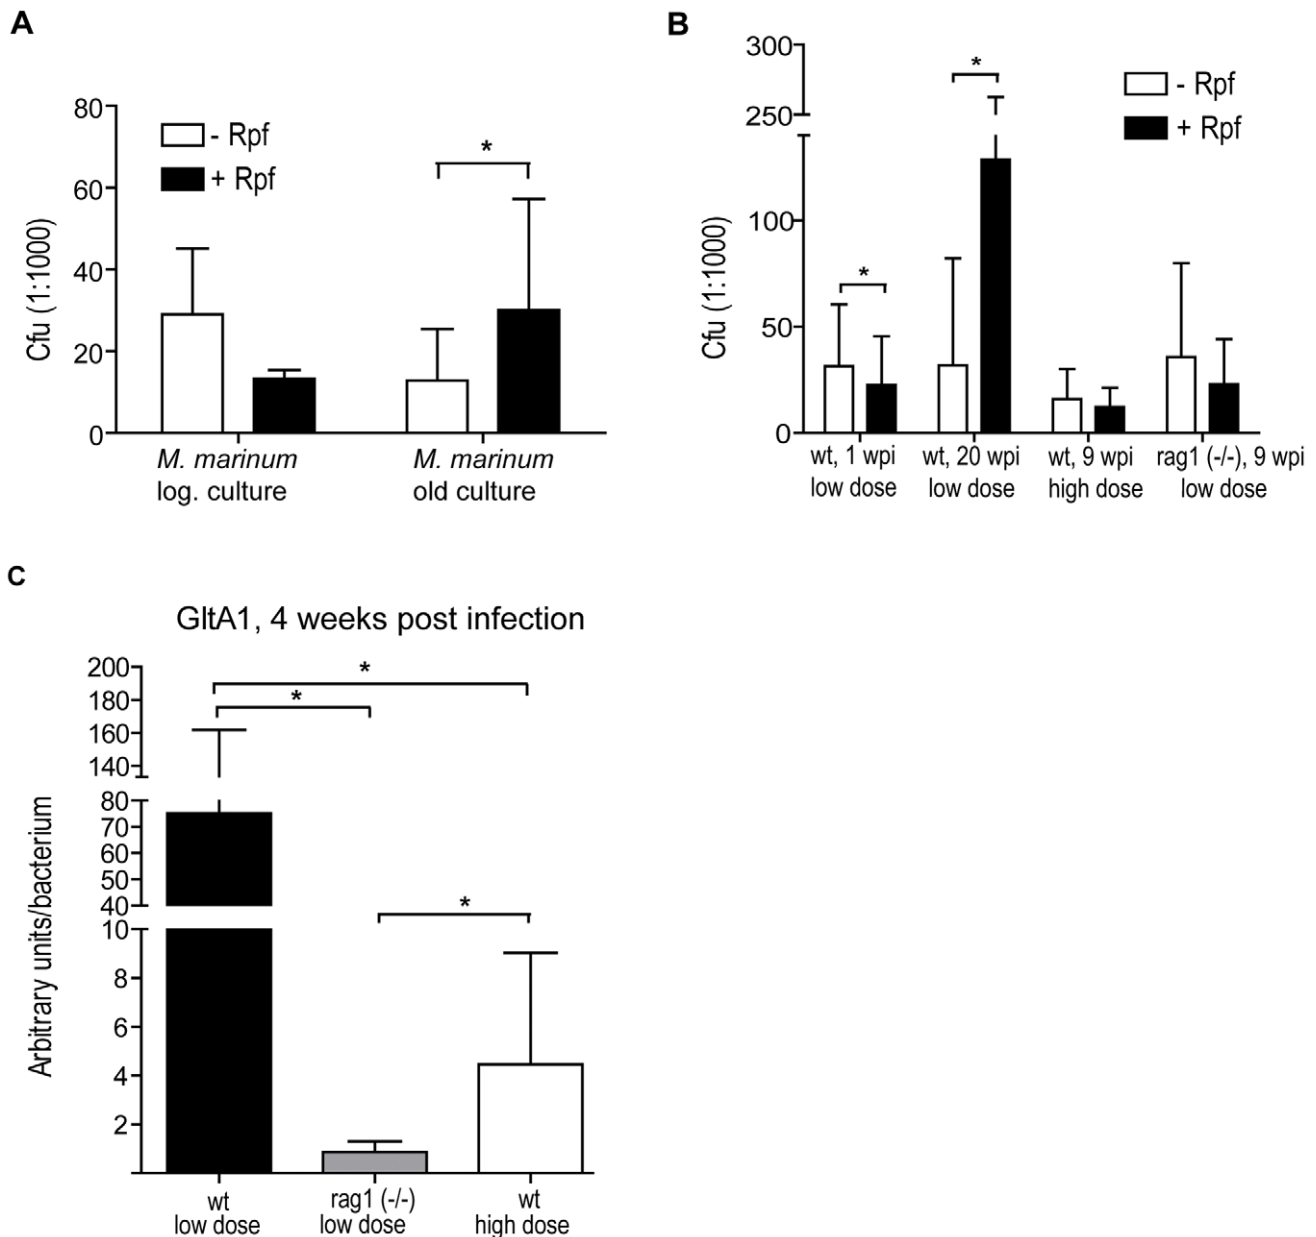 A
80
60
40
20
0
Cfu (1:1000)
- Rpf
+ Rpf
*
M. marinum
log. culture
M. marinum
old culture
B
300
250
100
50
0
Cfu (1:1000)
- Rpf
+ Rpf
*
*
wt, 1 wpi
low dose
wt, 20 wpi
low dose
wt, 9 wpi
high dose
rag1 (-/-), 9 wpi
low dose
C
GltA1, 4 weeks post infection
200
180
160
140
80
70
60
50
40
10
8
6
4
2
Arbitrary units/bacterium
*
*
*
wt
low dose
rag1 (-/-)
low dose
wt
high dose